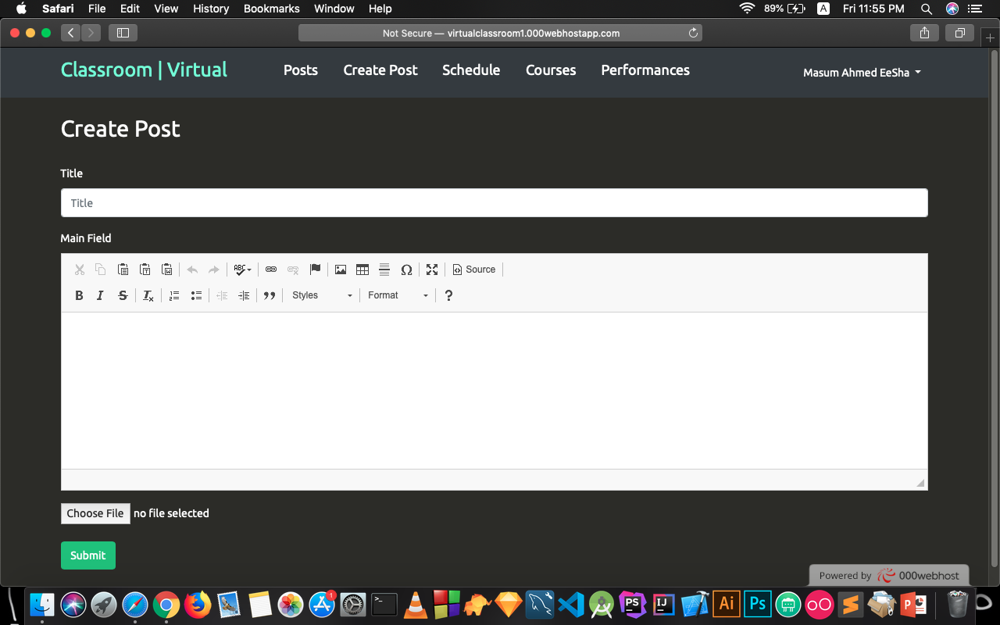 Safari File Edit View History Bookmarks Window Help 89% A Fri 11:55 PM
Not Secure — virtualclassroom1.000webhostapp.com
Classroom | Virtual Posts Create Post Schedule Courses Performances Masum Ahmed EeSha
Create Post
Title
Title
Main Field
ABC Ω Source
B I S Tx Styles Format ?
Choose File no file selected
Submit
Powered by 000webhost
1 >_ PS IJ Ai Ps P